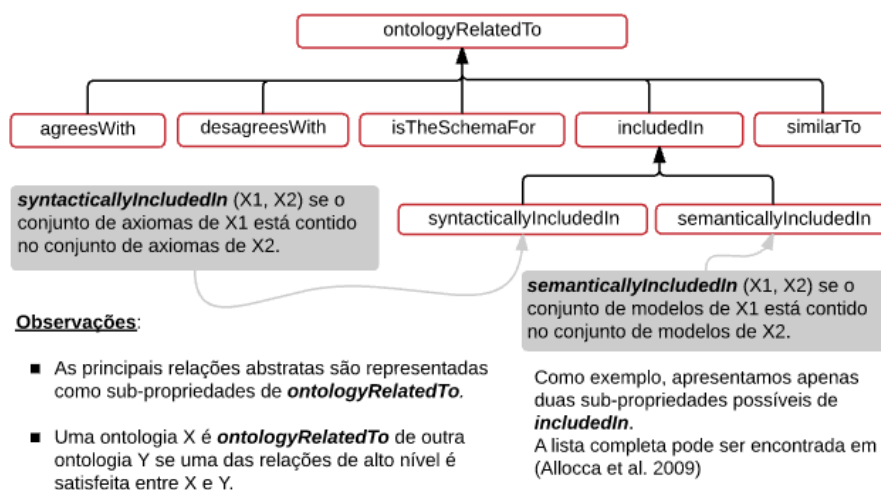 ontologyRelatedTo
agreesWith
desagreesWith
isTheSchemaFor
includedIn
similarTo
syntacticallyIncludedIn (X1, X2) se o
conjunto de axiomas de X1 está contido
no conjunto de axiomas de X2.
syntacticallyIncludedIn
semanticallyIncludedIn
semanticallyIncludedIn (X1, X2) se o
conjunto de modelos de X1 está contido
no conjunto de modelos de X2.
Observações:
■ As principais relações abstratas são representadas
como sub-propriedades de ontologyRelatedTo.
■ Uma ontologia X é ontologyRelatedTo de outra
ontologia Y se uma das relações de alto nível é
satisfeita entre X e Y.
Como exemplo, apresentamos apenas
duas sub-propriedades possíveis de
includedIn.
A lista completa pode ser encontrada em
(Allocca et al. 2009)